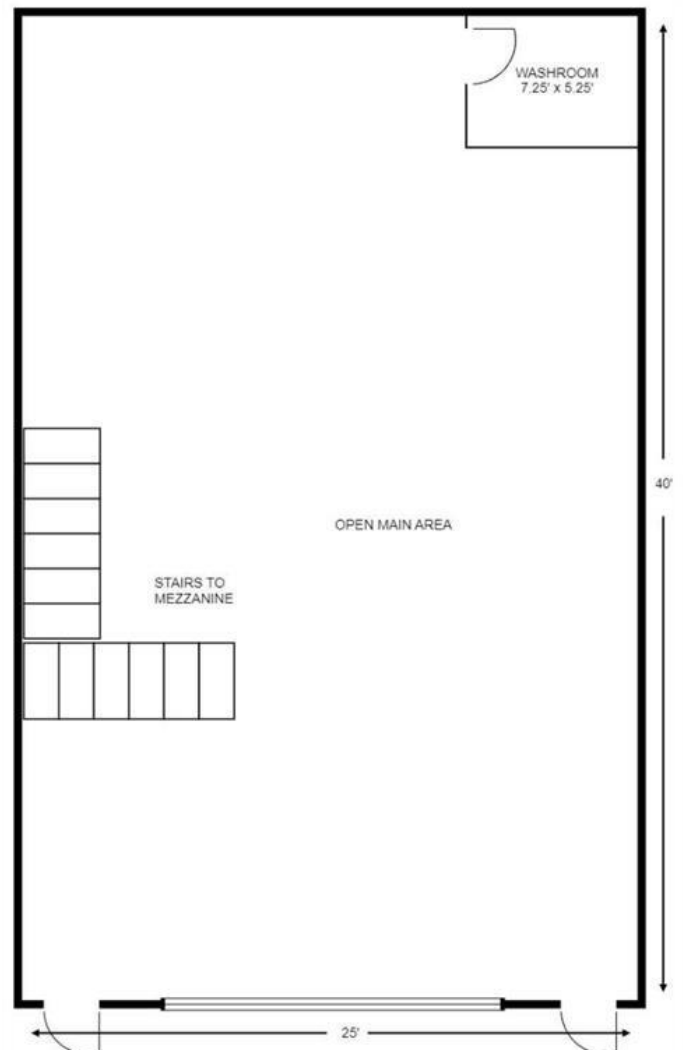 WASHROOM
7.25' x 5.25'
40'
OPEN MAIN AREA
STAIRS TO
MEZZANINE
25'